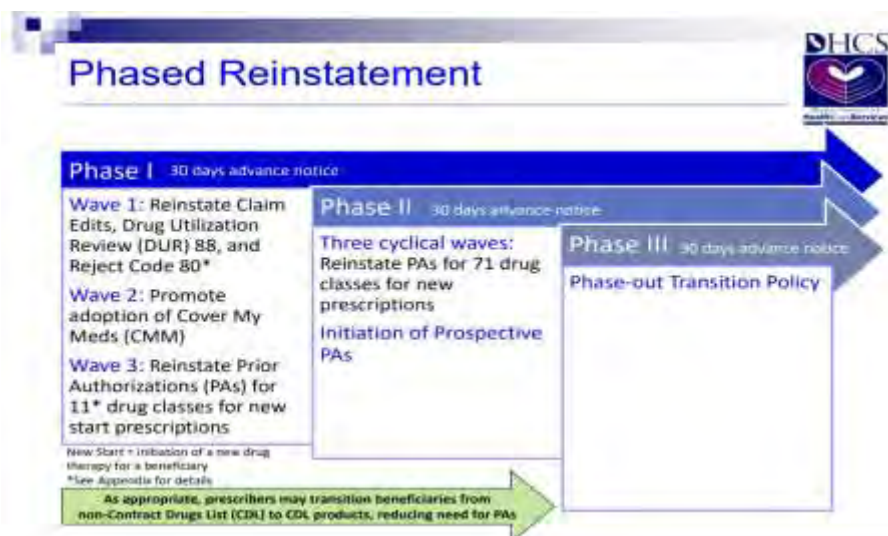 Phased Reinstatement
DHCS
Phase I 30 days advance notice
Wave 1: Reinstate Claim
Edits, Drug Utilization
Review (DUR) 88, and
Reject Code 80*
Wave 2: Promote
adoption of Cover My
Meds (CMM)
Wave 3: Reinstate Prior
Authorizations (PAs) for
11* drug classes for new
start prescriptions
Phase II 30 days advance notice
Three cyclical waves:
Reinstate PAs for 71 drug
classes for new
prescriptions
Initiation of Prospective
PAs
Phase III 30 days advance notice
Phase-out Transition Policy
New Start = initiation of a new drug
therapy for a beneficiary
*See Appendix for details
As appropriate, prescribers may transition beneficiaries from
non-Contract Drugs List (CDL) to CDL products, reducing need for PAs